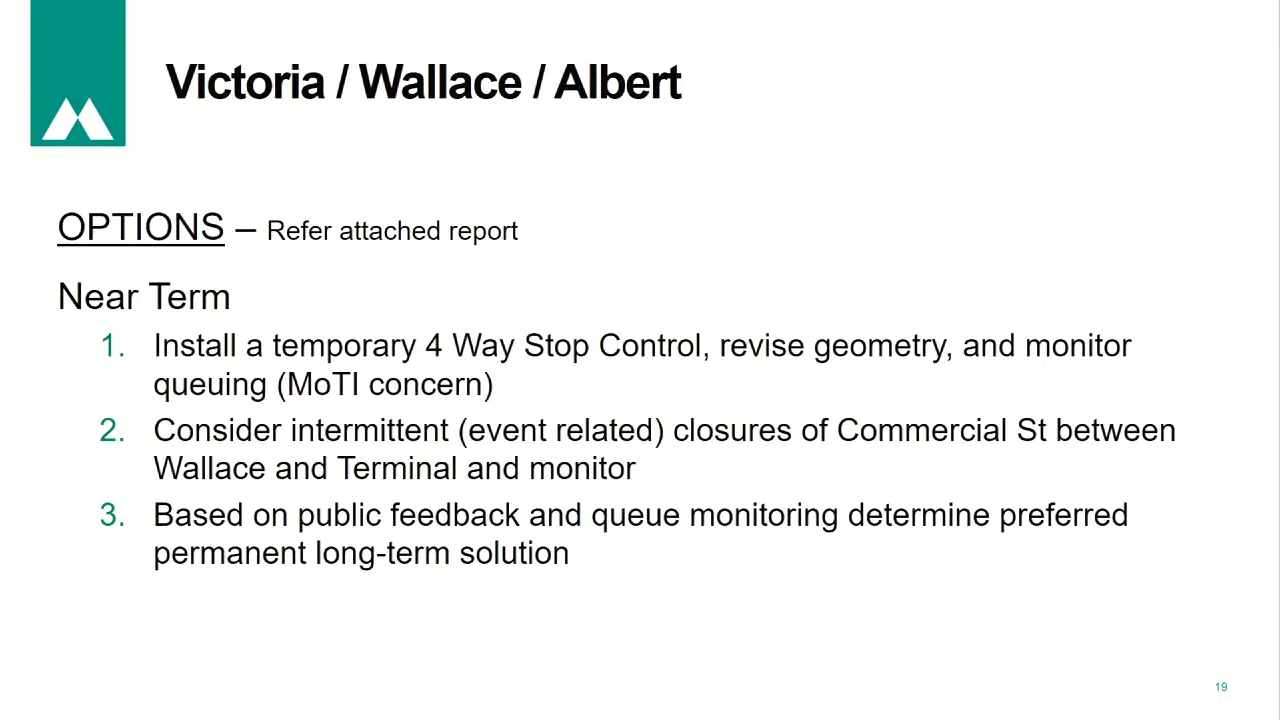 Victoria / Wallace / Albert
OPTIONS – Refer attached report
Near Term
1. Install a temporary 4 Way Stop Control, revise geometry, and monitor
queuing (MoTI concern)
2. Consider intermittent (event related) closures of Commercial St between
Wallace and Terminal and monitor
3. Based on public feedback and queue monitoring determine preferred
permanent long-term solution
19